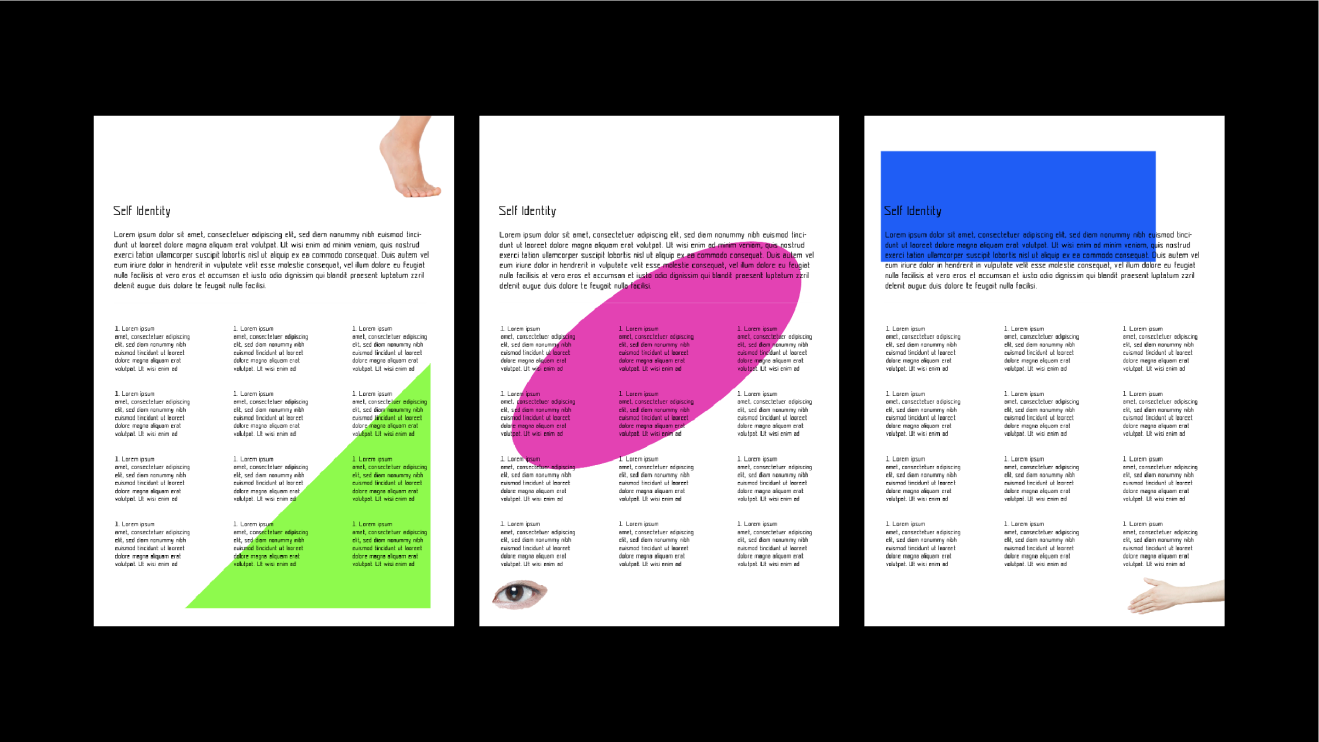 Self Identity
Lorem ipsum dolor sit amet, consectetuer adipiscing elit, sed diam nonummy nibh euismod tinci-
dunt ut laoreet dolore magna aliquam erat volutpat. Ut wisi enim ad minim veniam, quis nostrud
exerci tation ullamcorper suscipit lobortis nisl ut aliquip ex ea commodo consequat. Duis autem vel
eum iriure dolor in hendrerit in vulputate velit esse molestie consequat, vel illum dolore eu feugiat
nulla facilisis at vero eros et accumsan et iusto odio dignissim qui blandit praesent luptatum zzril
delenit augue duis dolore te feugait nulla facilisi.
1. Lorem ipsum
amet, consectetuer adipiscing
elit, sed diam nonummy nibh
euismod tincidunt ut laoreet
dolore magna aliquam erat
volutpat. Ut wisi enim ad
1. Lorem ipsum
amet, consectetuer adipiscing
elit, sed diam nonummy nibh
euismod tincidunt ut laoreet
dolore magna aliquam erat
volutpat. Ut wisi enim ad
1. Lorem ipsum
amet, consectetuer adipiscing
elit, sed diam nonummy nibh
euismod tincidunt ut laoreet
dolore magna aliquam erat
volutpat. Ut wisi enim ad
1. Lorem ipsum
amet, consectetuer adipiscing
elit, sed diam nonummy nibh
euismod tincidunt ut laoreet
dolore magna aliquam erat
volutpat. Ut wisi enim ad
1. Lorem ipsum
amet, consectetuer adipiscing
elit, sed diam nonummy nibh
euismod tincidunt ut laoreet
dolore magna aliquam erat
volutpat. Ut wisi enim ad
1. Lorem ipsum
amet, consectetuer adipiscing
elit, sed diam nonummy nibh
euismod tincidunt ut laoreet
dolore magna aliquam erat
volutpat. Ut wisi enim ad
1. Lorem ipsum
amet, consectetuer adipiscing
elit, sed diam nonummy nibh
euismod tincidunt ut laoreet
dolore magna aliquam erat
volutpat. Ut wisi enim ad
1. Lorem ipsum
amet, consectetuer adipiscing
elit, sed diam nonummy nibh
euismod tincidunt ut laoreet
dolore magna aliquam erat
volutpat. Ut wisi enim ad
1. Lorem ipsum
amet, consectetuer adipiscing
elit, sed diam nonummy nibh
euismod tincidunt ut laoreet
dolore magna aliquam erat
volutpat. Ut wisi enim ad
1. Lorem ipsum
amet, consectetuer adipiscing
elit, sed diam nonummy nibh
euismod tincidunt ut laoreet
dolore magna aliquam erat
volutpat. Ut wisi enim ad
1. Lorem ipsum
amet, consectetuer adipiscing
elit, sed diam nonummy nibh
euismod tincidunt ut laoreet
dolore magna aliquam erat
volutpat. Ut wisi enim ad
1. Lorem ipsum
amet, consectetuer adipiscing
elit, sed diam nonummy nibh
euismod tincidunt ut laoreet
dolore magna aliquam erat
volutpat. Ut wisi enim ad
Self Identity
Lorem ipsum dolor sit amet, consectetuer adipiscing elit, sed diam nonummy nibh euismod tinci-
dunt ut laoreet dolore magna aliquam erat volutpat. Ut wisi enim ad minim veniam, quis nostrud
exerci tation ullamcorper suscipit lobortis nisl ut aliquip ex ea commodo consequat. Duis autem vel
eum iriure dolor in hendrerit in vulputate velit esse molestie consequat, vel illum dolore eu feugiat
nulla facilisis at vero eros et accumsan et iusto odio dignissim qui blandit praesent luptatum zzril
delenit augue duis dolore te feugait nulla facilisi.
1. Lorem ipsum
amet, consectetuer adipiscing
elit, sed diam nonummy nibh
euismod tincidunt ut laoreet
dolore magna aliquam erat
volutpat. Ut wisi enim ad
1. Lorem ipsum
amet, consectetuer adipiscing
elit, sed diam nonummy nibh
euismod tincidunt ut laoreet
dolore magna aliquam erat
volutpat. Ut wisi enim ad
1. Lorem ipsum
amet, consectetuer adipiscing
elit, sed diam nonummy nibh
euismod tincidunt ut laoreet
dolore magna aliquam erat
volutpat. Ut wisi enim ad
1. Lorem ipsum
amet, consectetuer adipiscing
elit, sed diam nonummy nibh
euismod tincidunt ut laoreet
dolore magna aliquam erat
volutpat. Ut wisi enim ad
1. Lorem ipsum
amet, consectetuer adipiscing
elit, sed diam nonummy nibh
euismod tincidunt ut laoreet
dolore magna aliquam erat
volutpat. Ut wisi enim ad
1. Lorem ipsum
amet, consectetuer adipiscing
elit, sed diam nonummy nibh
euismod tincidunt ut laoreet
dolore magna aliquam erat
volutpat. Ut wisi enim ad
1. Lorem ipsum
amet, consectetuer adipiscing
elit, sed diam nonummy nibh
euismod tincidunt ut laoreet
dolore magna aliquam erat
volutpat. Ut wisi enim ad
1. Lorem ipsum
amet, consectetuer adipiscing
elit, sed diam nonummy nibh
euismod tincidunt ut laoreet
dolore magna aliquam erat
volutpat. Ut wisi enim ad
1. Lorem ipsum
amet, consectetuer adipiscing
elit, sed diam nonummy nibh
euismod tincidunt ut laoreet
dolore magna aliquam erat
volutpat. Ut wisi enim ad
1. Lorem ipsum
amet, consectetuer adipiscing
elit, sed diam nonummy nibh
euismod tincidunt ut laoreet
dolore magna aliquam erat
volutpat. Ut wisi enim ad
1. Lorem ipsum
amet, consectetuer adipiscing
elit, sed diam nonummy nibh
euismod tincidunt ut laoreet
dolore magna aliquam erat
volutpat. Ut wisi enim ad
1. Lorem ipsum
amet, consectetuer adipiscing
elit, sed diam nonummy nibh
euismod tincidunt ut laoreet
dolore magna aliquam erat
volutpat. Ut wisi enim ad
Self Identity
Lorem ipsum dolor sit amet, consectetuer adipiscing elit, sed diam nonummy nibh euismod tinci-
dunt ut laoreet dolore magna aliquam erat volutpat. Ut wisi enim ad minim veniam, quis nostrud
exerci tation ullamcorper suscipit lobortis nisl ut aliquip ex ea commodo consequat. Duis autem vel
eum iriure dolor in hendrerit in vulputate velit esse molestie consequat, vel illum dolore eu feugiat
nulla facilisis at vero eros et accumsan et iusto odio dignissim qui blandit praesent luptatum zzril
delenit augue duis dolore te feugait nulla facilisi.
1. Lorem ipsum
amet, consectetuer adipiscing
elit, sed diam nonummy nibh
euismod tincidunt ut laoreet
dolore magna aliquam erat
volutpat. Ut wisi enim ad
1. Lorem ipsum
amet, consectetuer adipiscing
elit, sed diam nonummy nibh
euismod tincidunt ut laoreet
dolore magna aliquam erat
volutpat. Ut wisi enim ad
1. Lorem ipsum
amet, consectetuer adipiscing
elit, sed diam nonummy nibh
euismod tincidunt ut laoreet
dolore magna aliquam erat
volutpat. Ut wisi enim ad
1. Lorem ipsum
amet, consectetuer adipiscing
elit, sed diam nonummy nibh
euismod tincidunt ut laoreet
dolore magna aliquam erat
volutpat. Ut wisi enim ad
1. Lorem ipsum
amet, consectetuer adipiscing
elit, sed diam nonummy nibh
euismod tincidunt ut laoreet
dolore magna aliquam erat
volutpat. Ut wisi enim ad
1. Lorem ipsum
amet, consectetuer adipiscing
elit, sed diam nonummy nibh
euismod tincidunt ut laoreet
dolore magna aliquam erat
volutpat. Ut wisi enim ad
1. Lorem ipsum
amet, consectetuer adipiscing
elit, sed diam nonummy nibh
euismod tincidunt ut laoreet
dolore magna aliquam erat
volutpat. Ut wisi enim ad
1. Lorem ipsum
amet, consectetuer adipiscing
elit, sed diam nonummy nibh
euismod tincidunt ut laoreet
dolore magna aliquam erat
volutpat. Ut wisi enim ad
1. Lorem ipsum
amet, consectetuer adipiscing
elit, sed diam nonummy nibh
euismod tincidunt ut laoreet
dolore magna aliquam erat
volutpat. Ut wisi enim ad
1. Lorem ipsum
amet, consectetuer adipiscing
elit, sed diam nonummy nibh
euismod tincidunt ut laoreet
dolore magna aliquam erat
volutpat. Ut wisi enim ad
1. Lorem ipsum
amet, consectetuer adipiscing
elit, sed diam nonummy nibh
euismod tincidunt ut laoreet
dolore magna aliquam erat
volutpat. Ut wisi enim ad
1. Lorem ipsum
amet, consectetuer adipiscing
elit, sed diam nonummy nibh
euismod tincidunt ut laoreet
dolore magna aliquam erat
volutpat. Ut wisi enim ad